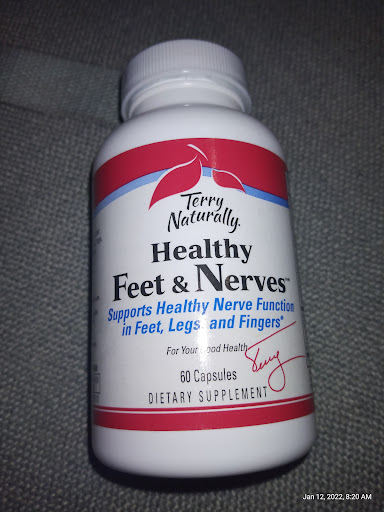 Terry
Naturally.
Healthy
Feet & Nerves™
Supports Healthy Nerve Function
in Feet, Legs, and Fingers*
For Your Good Health
Terry
60 Capsules
DIETARY SUPPLEMENT
Jan 12, 2022, 8:20 AM